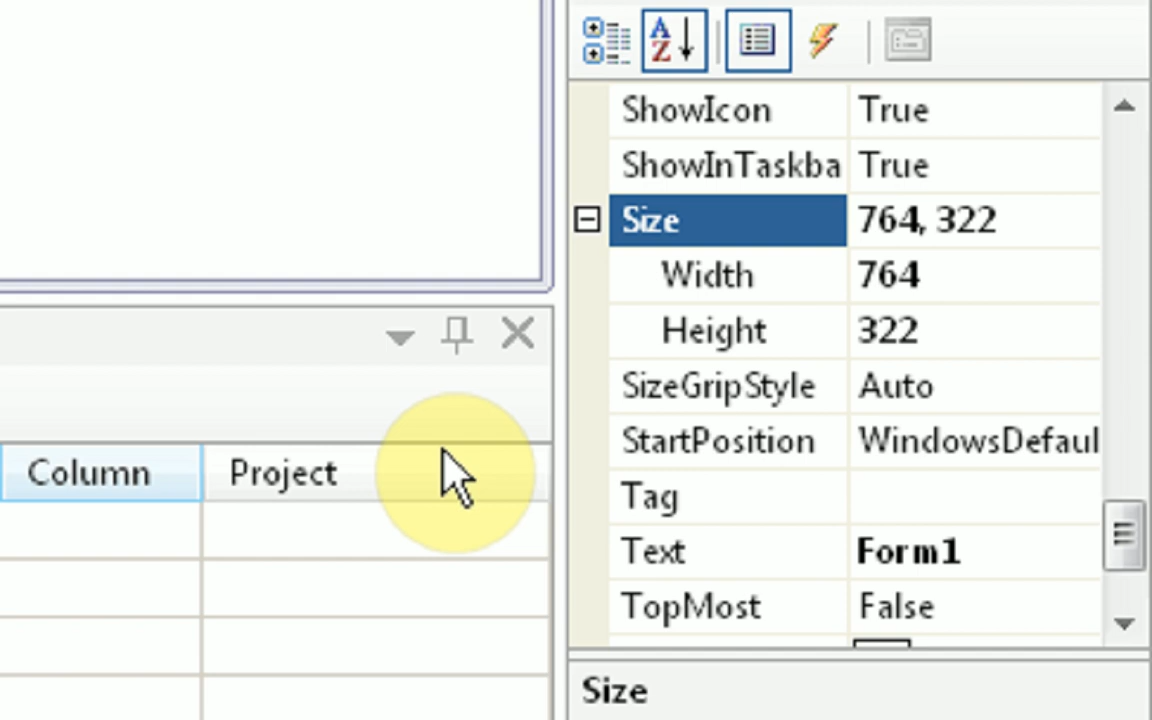 A
Z
ShowIcon True
ShowInTaskba True
Size 764, 322
Width 764
Height 322
SizeGripStyle Auto
StartPosition WindowsDefaul
Column Project
Tag
Text Form1
TopMost False
Size